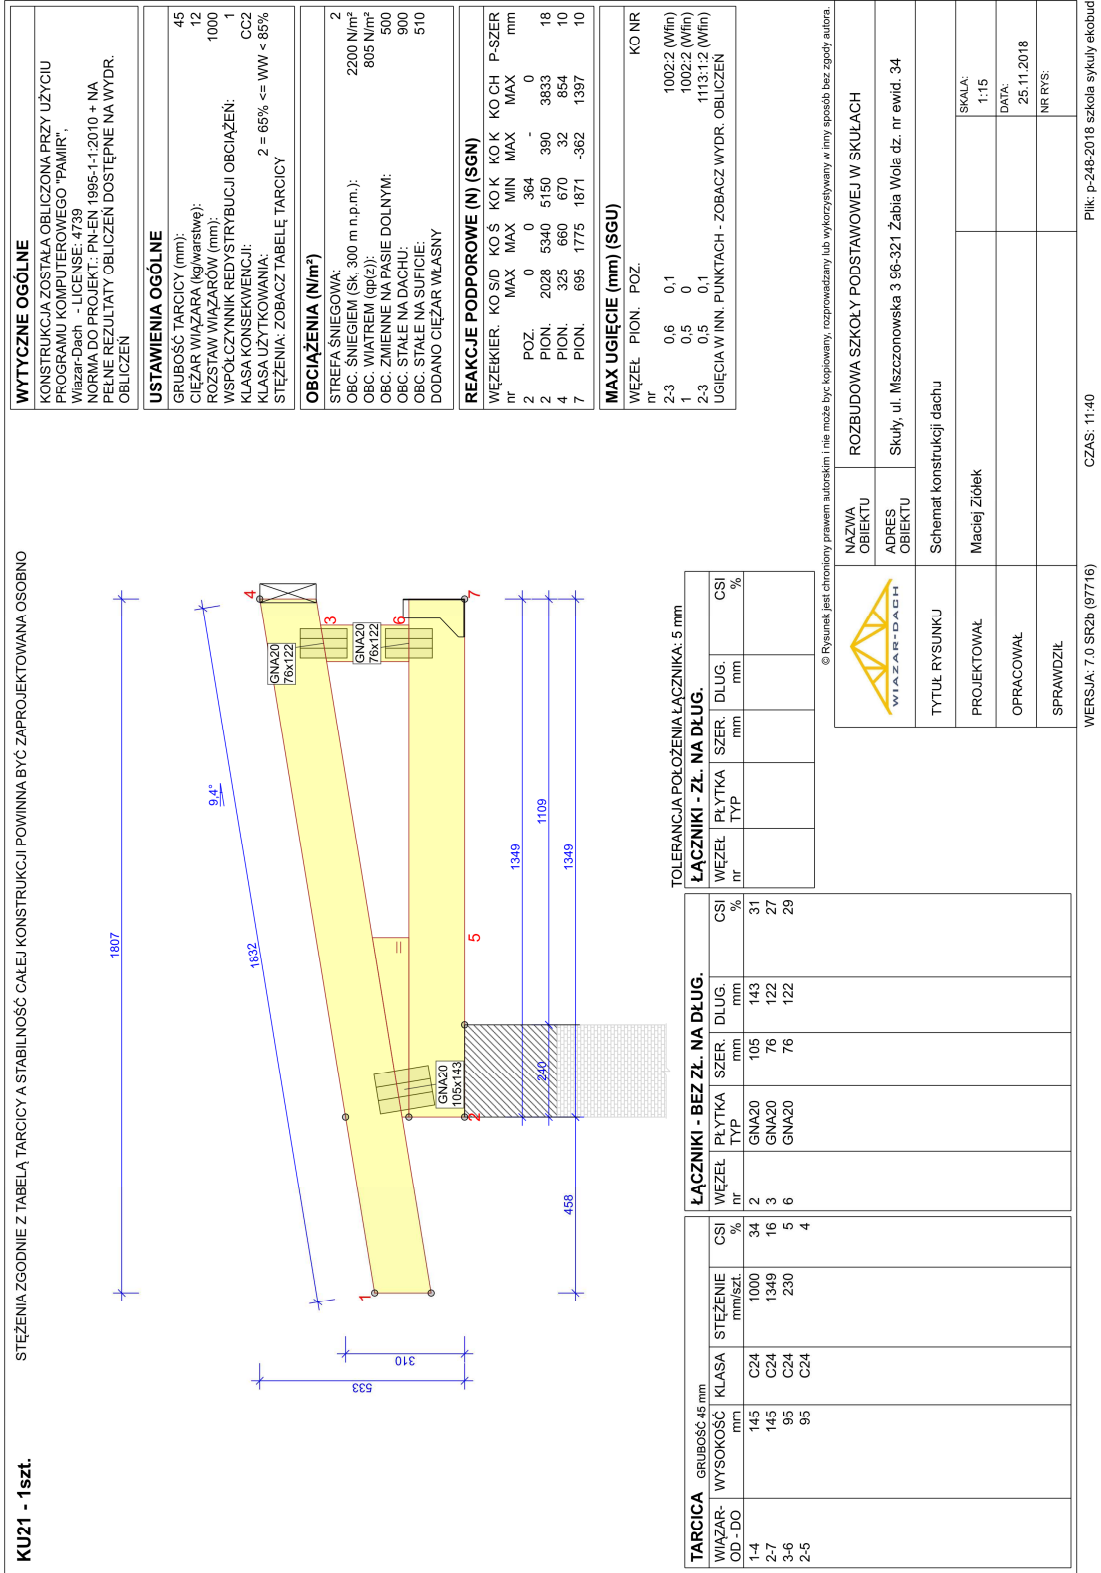 KU21 - 1szt.
STĘŻENIA ZGODNIE Z TABELĄ TARCICY A STABILNOŚĆ CAŁEJ KONSTRUKCJI POWINNA BYĆ ZAPROJEKTOWANA OSOBNO
WYTYCZNE OGÓLNE
KONSTRUKCJA ZOSTAŁA OBLICZONA PRZY UŻYCIU
PROGRAMU KOMPUTEROWEGO "PAMIR",
Wiazar-Dach - LICENSE: 4739
NORMA DO PROJEKT.: PN-EN 1995-1-1:2010 + NA
PEŁNE REZULTATY OBLICZEŃ DOSTĘPNE NA WYDR.
OBLICZEŃ
USTAWIENIA OGÓLNE
GRUBOŚĆ TARCICY (mm): 45
CIĘŻAR WIĄZARA (kg/warstwę): 12
ROZSTAW WIĄZARÓW (mm): 1000
WSPÓŁCZYNNIK REDYSTRYBUCJI OBCIĄŻEŃ: 1
KLASA KONSEKWENCJI: CC2
KLASA UŻYTKOWANIA: 2 = 65% <= WW < 85%
STĘŻENIA: ZOBACZ TABELĘ TARCICY
OBCIĄŻENIA (N/m²)
STREFA ŚNIEGOWA: 2
OBC. ŚNIEGIEM (Sk, 300 m n.p.m.): 2200 N/m²
OBC. WIATREM (qp(z)): 805 N/m²
OBC. ZMIENNE NA PASIE DOLNYM: 500
OBC. STAŁE NA DACHU: 900
OBC. STAŁE NA SUFICIE: 510
DODANO CIĘŻAR WŁASNY
REAKCJE PODPOROWE (N) (SGN)
WĘZEŁ KIER. KO S/D KO Ś KO K KO K KO CH P-SZER
nr MAX MAX MIN MAX MAX mm
2 POZ. 0 0 364 - 0
2 PION. 2028 5340 5150 390 3833 18
4 PION. 325 660 670 32 854 10
7 PION. 695 1775 1871 -362 1397 10
MAX UGIĘCIE (mm) (SGU)
WĘZEŁ PION. POZ. KO NR
nr
2-3 0,6 0,1 1002:2 (Wfin)
1 0,5 0 1002:2 (Wfin)
2-3 0,5 0,1 1113:1:2 (Wfin)
UGIĘCIA W INN. PUNKTACH - ZOBACZ WYDR. OBLICZEŃ
1807
1832
9,4°
533
310
1
2
3
4
5
6
7
GNA20
105x143
GNA20
76x122
GNA20
76x122
1349
240
1109
458
1349
TOLERANCJA POŁOŻENIA ŁĄCZNIKA: 5 mm
TARCICA GRUBOŚĆ 45 mm
WIĄZAR- WYSOKOŚĆ KLASA STĘŻENIE CSI
OD - DO mm mm/szt. %
1-4 145 C24 1000 34
2-7 145 C24 1349 16
3-6 95 C24 230 5
2-5 95 C24 4
ŁĄCZNIKI - BEZ ZŁ. NA DŁUG.
WĘZEŁ PŁYTKA SZER. DLUG. CSI
nr TYP mm mm %
2 GNA20 105 143 31
3 GNA20 76 122 27
6 GNA20 76 122 29
ŁĄCZNIKI - ZŁ. NA DŁUG.
WĘZEŁ PŁYTKA SZER. DLUG. CSI
nr TYP mm mm %
© Rysunek jest chroniony prawem autorskim i nie może być kopiowany, rozprowadzany lub wykorzystywany w inny sposób bez zgody autora.
WIAZAR-DACH
NAZWA
OBIEKTU
ROZBUDOWA SZKOŁY PODSTAWOWEJ W SKUŁACH
ADRES
OBIEKTU
Skuły, ul. Mszczonowska 3 96-321 Żabia Wola dz. nr ewid. 34
TYTUŁ RYSUNKU Schemat konstrukcji dachu
PROJEKTOWAŁ Maciej Ziółek
SKALA:
1:15
OPRACOWAŁ
DATA:
25.11.2018
SPRAWDZIŁ
NR RYS:
WERSJA: 7.0 SR2b (97716) CZAS: 11:40 Plik: p-248-2018 szkola sykuly ekobud